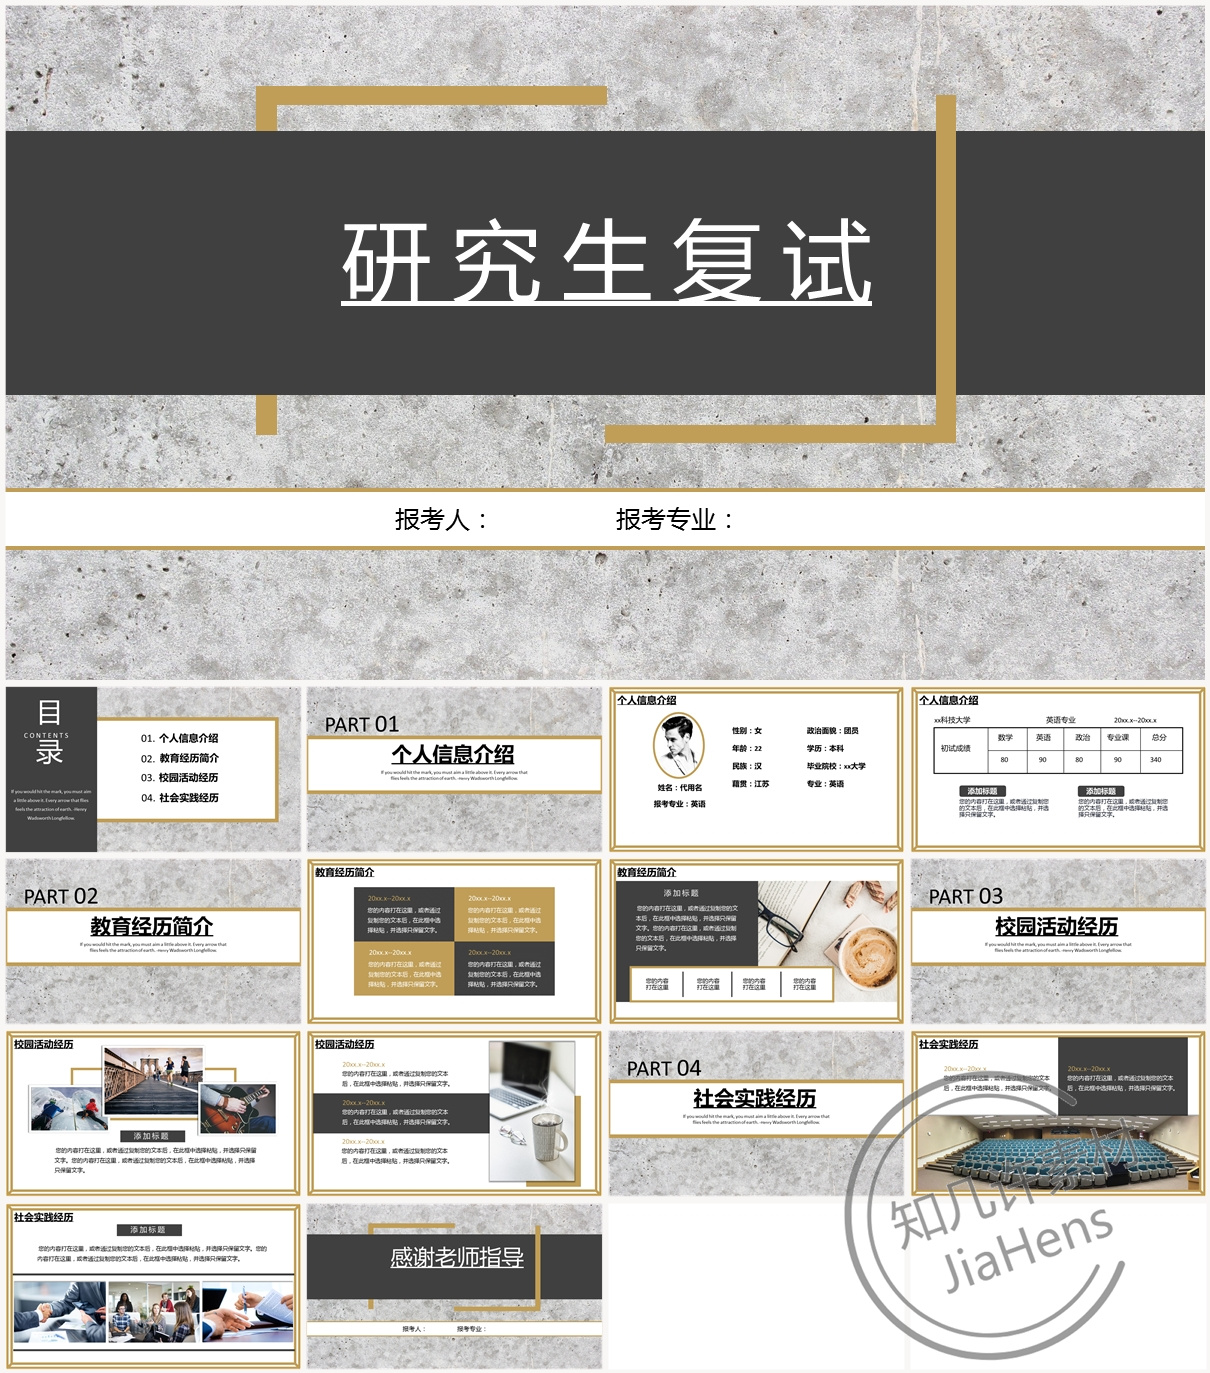 研究生复试
报考人：
报考专业：
目
CONTENTS
录
If you would hit the mark, you must aim
a little above it. Every arrow that flies
feels the attraction of earth. -Henry
Wadsworth Longfellow.
01. 个人信息介绍
02. 教育经历简介
03. 校园活动经历
04. 社会实践经历
PART 01
个人信息介绍
If you would hit the mark, you must aim a little above it. Every arrow that
flies feels the attraction of earth. -Henry Wadsworth Longfellow.
个人信息介绍
姓名：代用名
报考专业：英语
性别：女
年龄：22
民族：汉
籍贯：江苏
政治面貌：团员
学历：本科
毕业院校：xx大学
专业：英语
个人信息介绍
xx科技大学
英语专业
20xx.x--20xx.x
初试成绩
数学 英语 政治 专业课 总分
80 90 80 90 340
添加标题
您的内容打在这里，或者通过复制您
的文本后，在此框中选择粘贴，并选
择只保留文字。
添加标题
您的内容打在这里，或者通过复制您
的文本后，在此框中选择粘贴，并选
择只保留文字。
PART 02
教育经历简介
If you would hit the mark, you must aim a little above it. Every arrow that
flies feels the attraction of earth. -Henry Wadsworth Longfellow.
教育经历简介
20xx.x--20xx.x
您的内容打在这里，或者通过
复制您的文本后，在此框中选
择粘贴，并选择只保留文字。
20xx.x--20xx.x
您的内容打在这里，或者通过
复制您的文本后，在此框中选
择粘贴，并选择只保留文字。
20xx.x--20xx.x
您的内容打在这里，或者通过
复制您的文本后，在此框中选
择粘贴，并选择只保留文字。
20xx.x--20xx.x
您的内容打在这里，或者通过
复制您的文本后，在此框中选
择粘贴，并选择只保留文字。
教育经历简介
添加标题
您的内容打在这里，或者通过复制您的文
本后，在此框中选择粘贴，并选择只保留
文字。您的内容打在这里，或者通过复制
您的文本后，在此框中选择粘贴，并选择
只保留文字。
您的内容
打在这里
您的内容
打在这里
您的内容
打在这里
您的内容
打在这里
PART 03
校园活动经历
If you would hit the mark, you must aim a little above it. Every arrow that
flies feels the attraction of earth. -Henry Wadsworth Longfellow.
校园活动经历
添加标题
您的内容打在这里，或者通过复制您的文本后，在此框中选择粘贴，并选择只保留
文字。您的内容打在这里，或者通过复制您的文本后，在此框中选择粘贴，并选择
只保留文字。
校园活动经历
20xx.x--20xx.x
您的内容打在这里，或者通过复制您的文本
后，在此框中选择粘贴，并选择只保留文字。
20xx.x--20xx.x
您的内容打在这里，或者通过复制您的文本
后，在此框中选择粘贴，并选择只保留文字。
20xx.x--20xx.x
您的内容打在这里，或者通过复制您的文本
后，在此框中选择粘贴，并选择只保留文字。
PART 04
社会实践经历
If you would hit the mark, you must aim a little above it. Every arrow that
flies feels the attraction of earth. -Henry Wadsworth Longfellow.
社会实践经历
20xx.x--20xx.x
您的内容打在这里，或者通过复制您的文本
后，在此框中选择粘贴，并选择只保留文字。
20xx.x--20xx.x
您的内容打在这里，或者通过复制您的文本
后，在此框中选择粘贴，并选择只保留文字。
社会实践经历
添加标题
您的内容打在这里，或者通过复制您的文本后，在此框中选择粘贴，并选择只保留文字。您的
内容打在这里，或者通过复制您的文本后，在此框中选择粘贴，并选择只保留文字。
感谢老师指导
报考人：
报考专业：
知几许素材
JiaHens